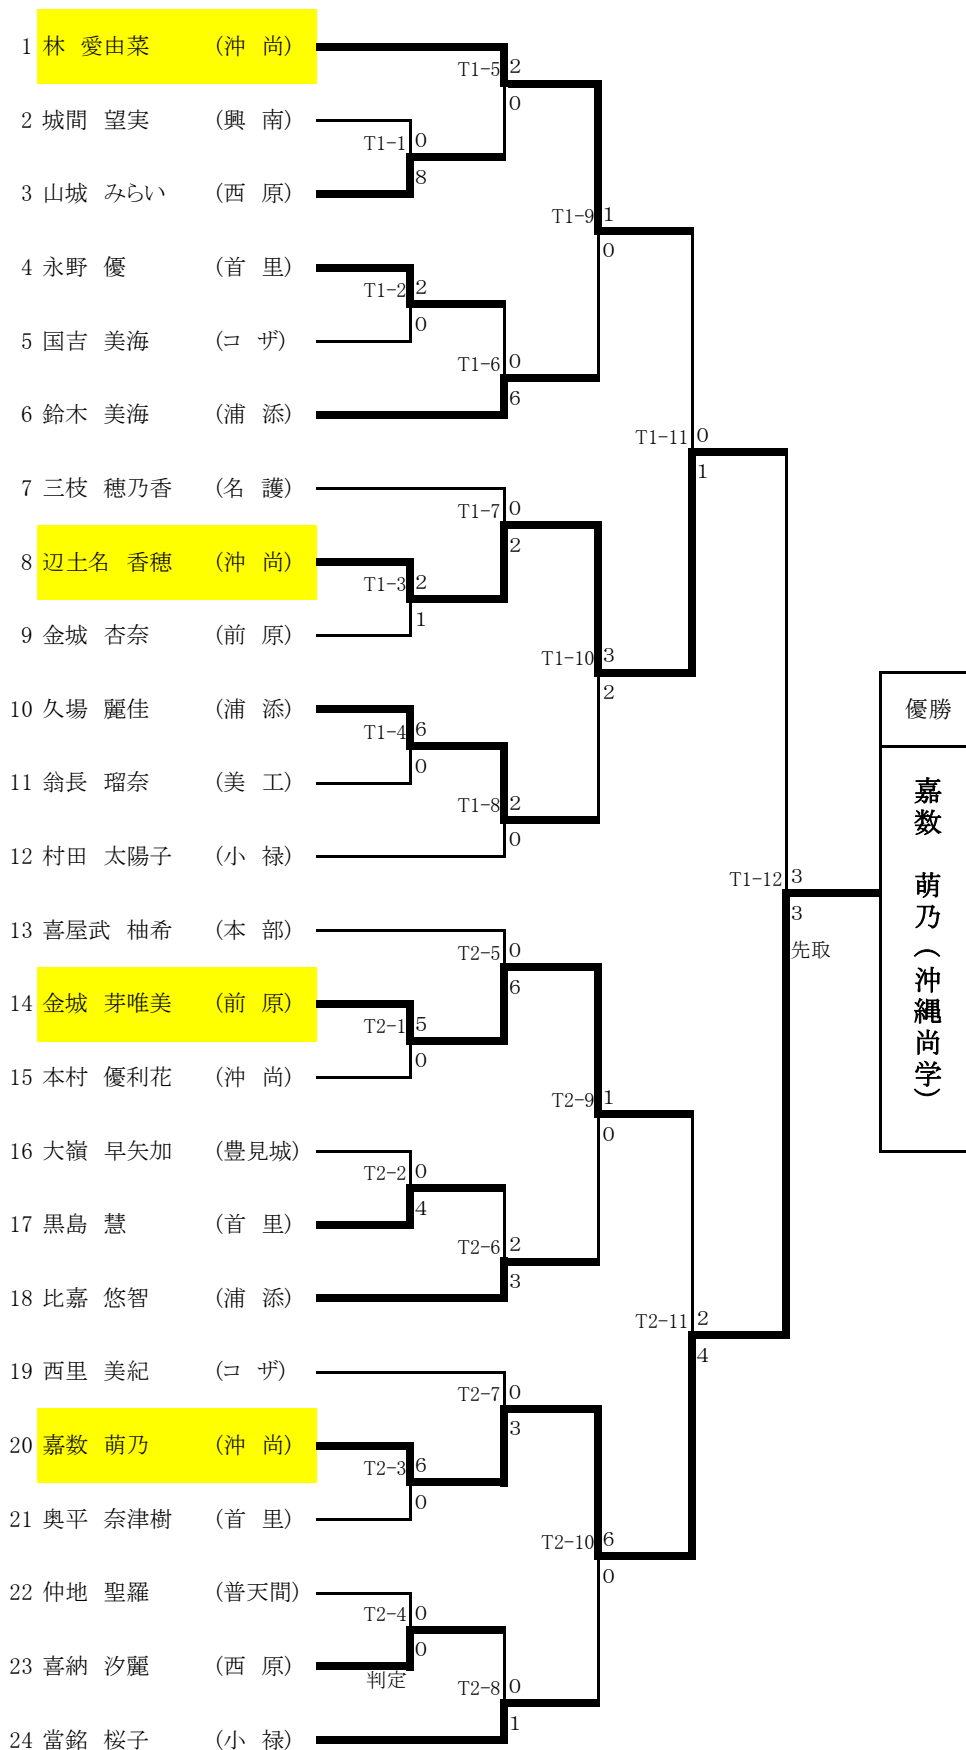 1 林 愛由菜 (沖 尚)
T1-5 2
0
2 城間 望実 (興 南)
T1-1 0
8
3 山城 みらい (西 原)
T1-9 1
0
4 永野 優 (首 里)
T1-2 2
0
5 国吉 美海 (コ ザ)
T1-6 0
6
6 鈴木 美海 (浦 添)
T1-11 0
1
7 三枝 穂乃香 (名 護)
T1-7 0
2
8 辺土名 香穂 (沖 尚)
T1-3 2
1
9 金城 杏奈 (前 原)
T1-10 3
2
10 久場 麗佳 (浦 添)
T1-4 6
0
11 翁長 瑠奈 (美 工)
T1-8 2
0
12 村田 太陽子 (小 禄)
T1-12 3
3
先取
優勝
嘉数 萌乃(沖縄尚学)
13 喜屋武 柚希 (本 部)
T2-5 0
6
14 金城 芽唯美 (前 原)
T2-1 5
0
15 本村 優利花 (沖 尚)
T2-9 1
0
16 大嶺 早矢加 (豊見城)
T2-2 0
4
17 黒島 慧 (首 里)
T2-6 2
3
18 比嘉 悠智 (浦 添)
T2-11 2
4
19 西里 美紀 (コ ザ)
T2-7 0
3
20 嘉数 萌乃 (沖 尚)
T2-3 6
0
21 奥平 奈津樹 (首 里)
T2-10 6
0
22 仲地 聖羅 (普天間)
T2-4 0
0
判定
23 喜納 汐麗 (西 原)
T2-8 0
1
24 當銘 桜子 (小 禄)